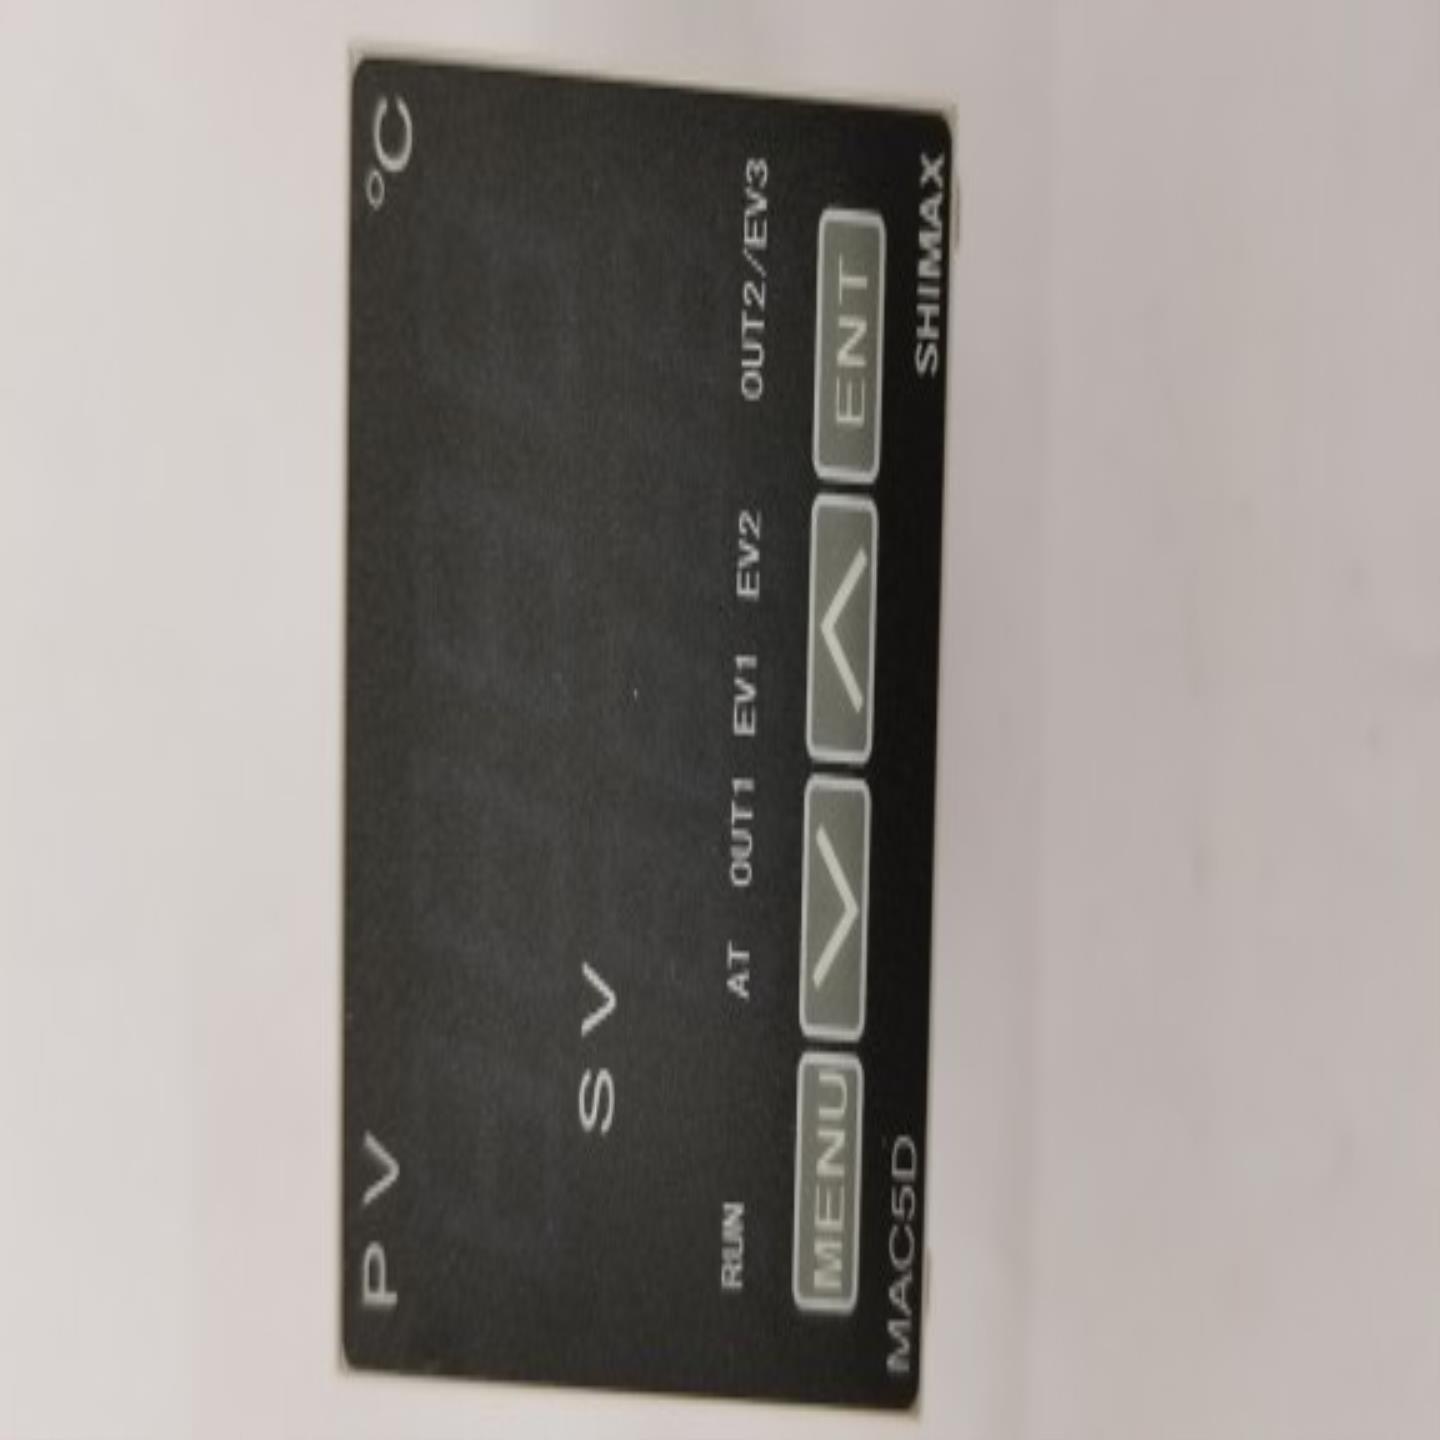 PV °C
SV
RUN AT OUT1 EV1 EV2 OUT2/EV3
MENU ENT
MAC5D SHIMAX